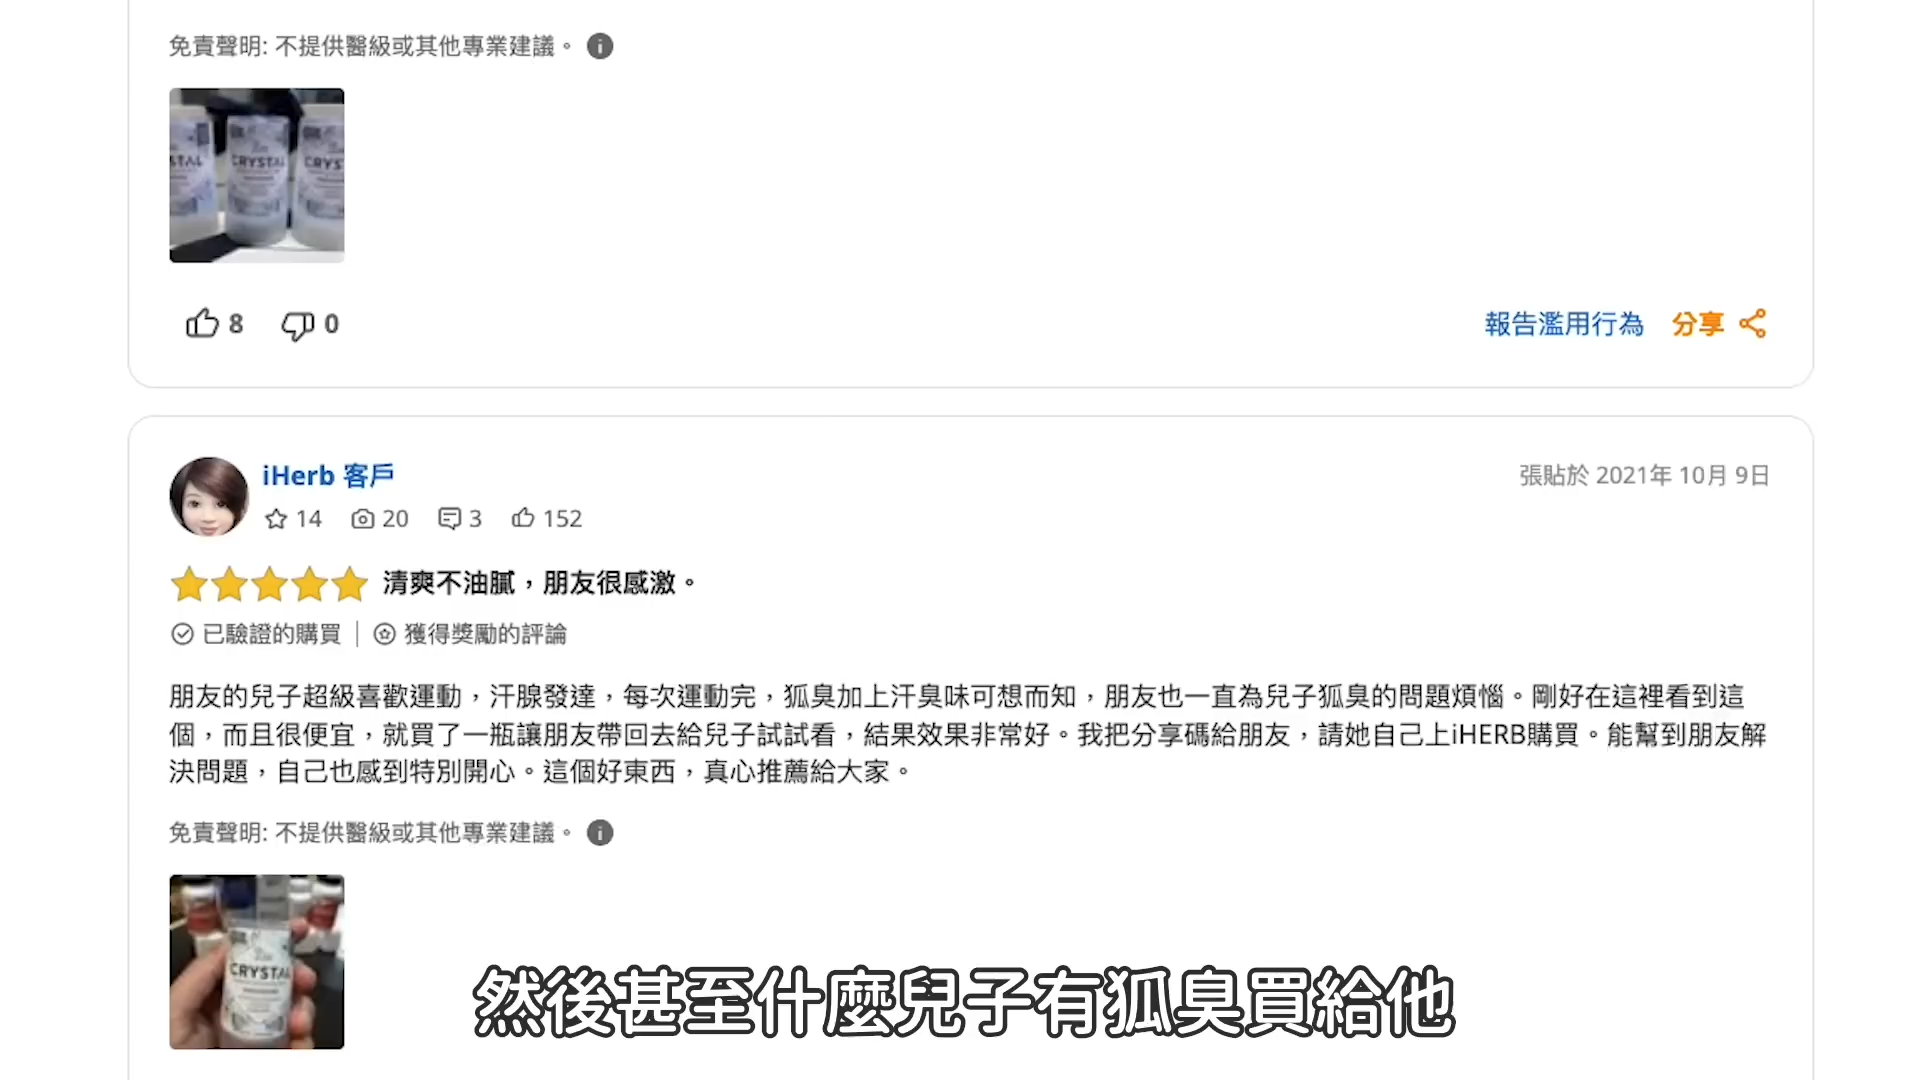 免責聲明: 不提供醫級或其他專業建議。
STAL CRYSTAL CRYS
8 0 報告濫用行為 分享
iHerb 客戶 張貼於 2021年 10月 9日
14 20 3 152
清爽不油膩，朋友很感激。
已驗證的購買 | 獲得獎勵的評論
朋友的兒子超級喜歡運動，汗腺發達，每次運動完，狐臭加上汗臭味可想而知，朋友也一直為兒子狐臭的問題煩惱。剛好在這裡看到這
個，而且很便宜，就買了一瓶讓朋友帶回去給兒子試試看，結果效果非常好。我把分享碼給朋友，請她自己上iHERB購買。能幫到朋友解
決問題，自己也感到特別開心。這個好東西，真心推薦給大家。
免責聲明: 不提供醫級或其他專業建議。
CRYSTAL
然後甚至什麼兒子有狐臭買給他